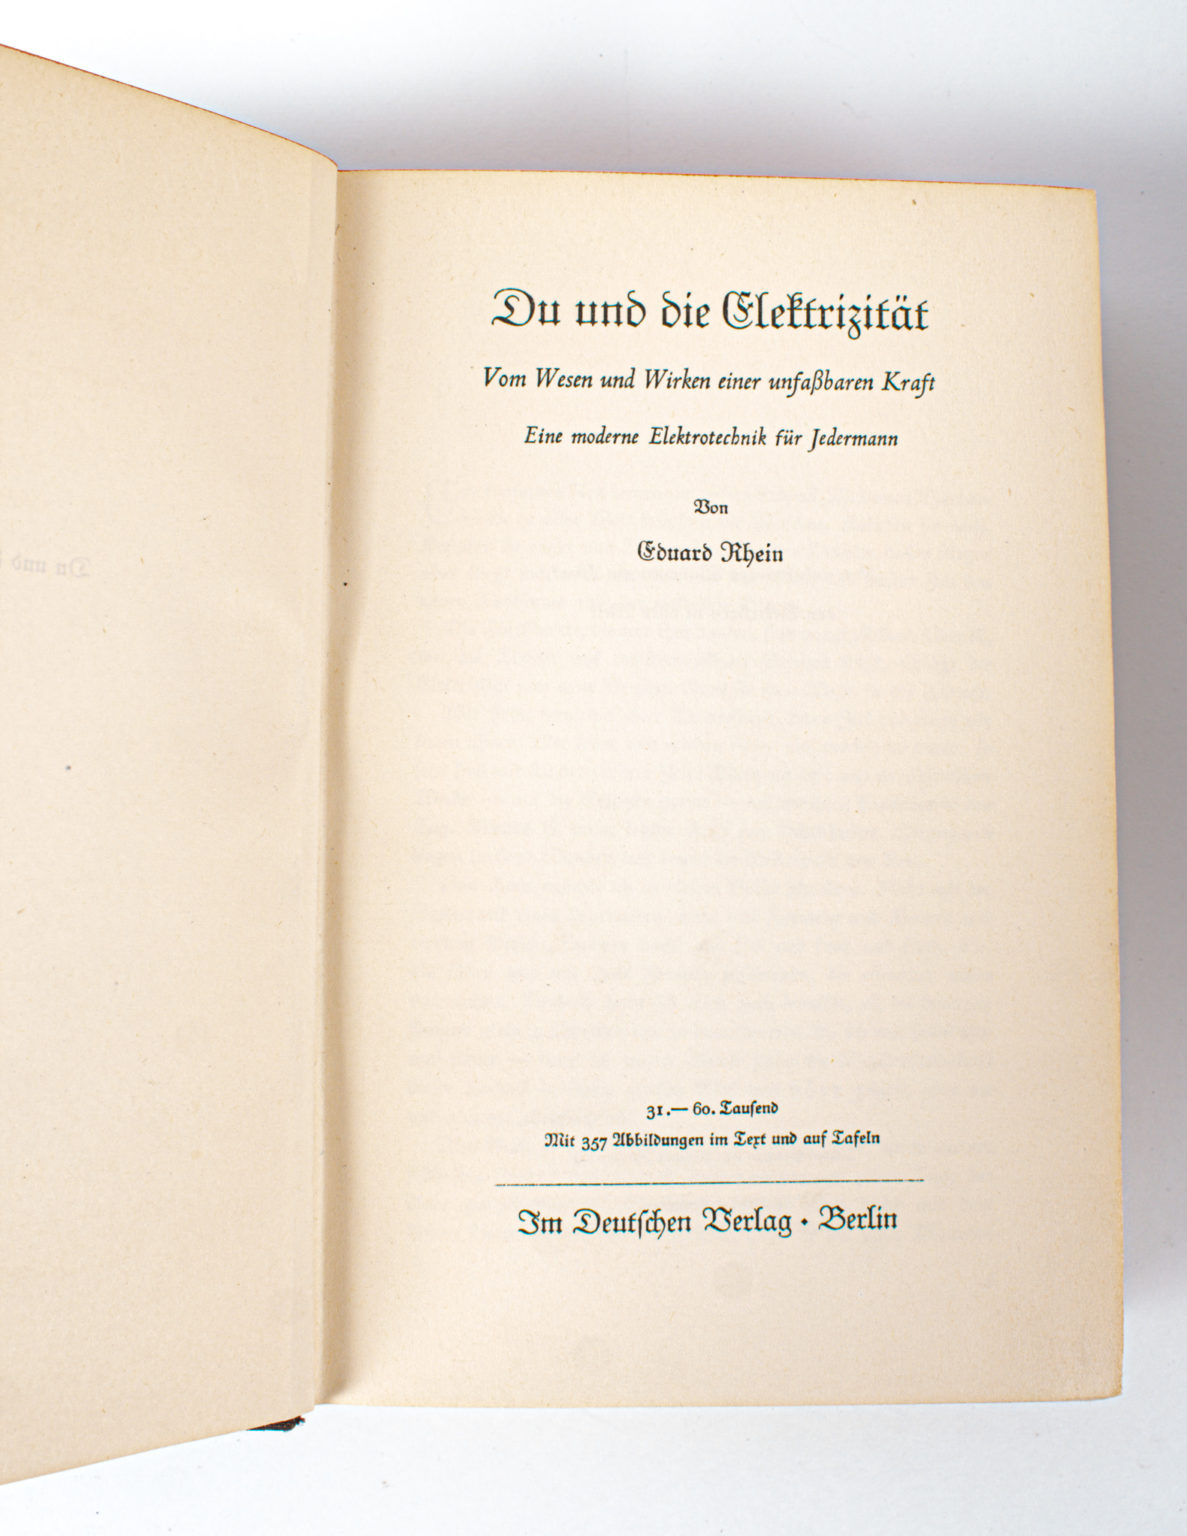 Du und die Elektrizität
Vom Wesen und Wirken einer unfaßbaren Kraft
Eine moderne Elektrotechnik für Jedermann
Von
Eduard Rhein
31.— 60. Tausend
Mit 357 Abbildungen im Text und auf Tafeln
Im Deutschen Verlag • Berlin